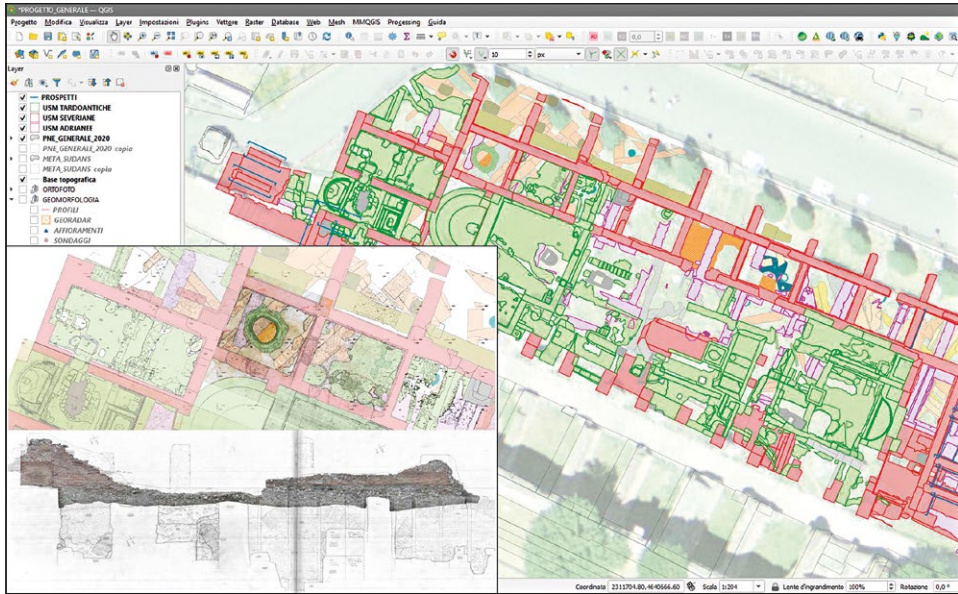 *PROGETTO_GENERALE — QGIS
Progetto Modifica Visualizza Layer Impostazioni Plugins Vettore Raster Database Web Mesh MMQGIS Processing Guida
0,0
10 px
Layer
PROSPETTI
USM TARDOANTICHE
USM SEVERIANE
USM ADRIANEE
PNE_GENERALE_2020
PNE_GENERALE_2020 copia
META_SUDANS
META_SUDANS copia
Base topografica
ORTOFOTO
GEOMORFOLOGIA
PROFILI
GEORADAR
AFFIORAMENTI
SONDAGGI
Coordinata 2311704.80,4640666.60 Scala 1:204 Lente d'ingrandimento 100% Rotazione 0,0 °